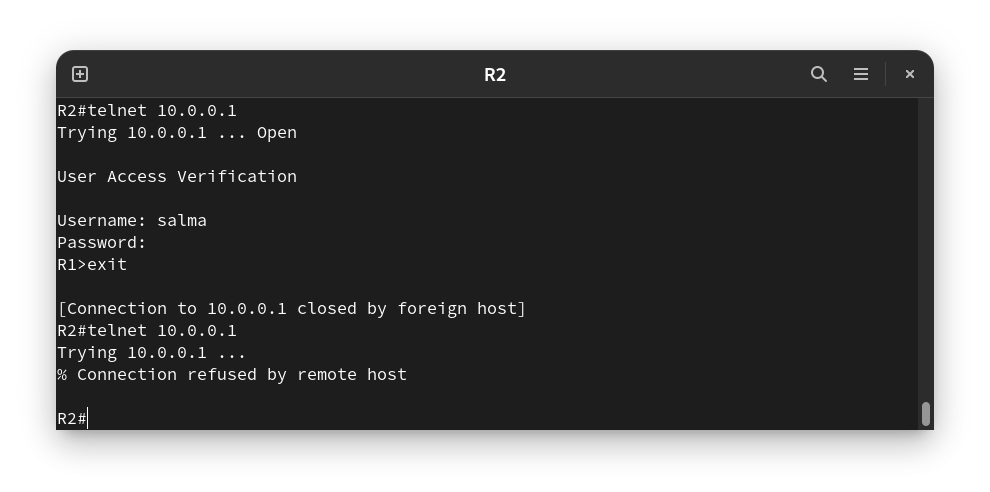 R2
R2#telnet 10.0.0.1
Trying 10.0.0.1 ... Open
User Access Verification
Username: salma
Password:
R1>exit
[Connection to 10.0.0.1 closed by foreign host]
R2#telnet 10.0.0.1
Trying 10.0.0.1 ...
% Connection refused by remote host
R2#